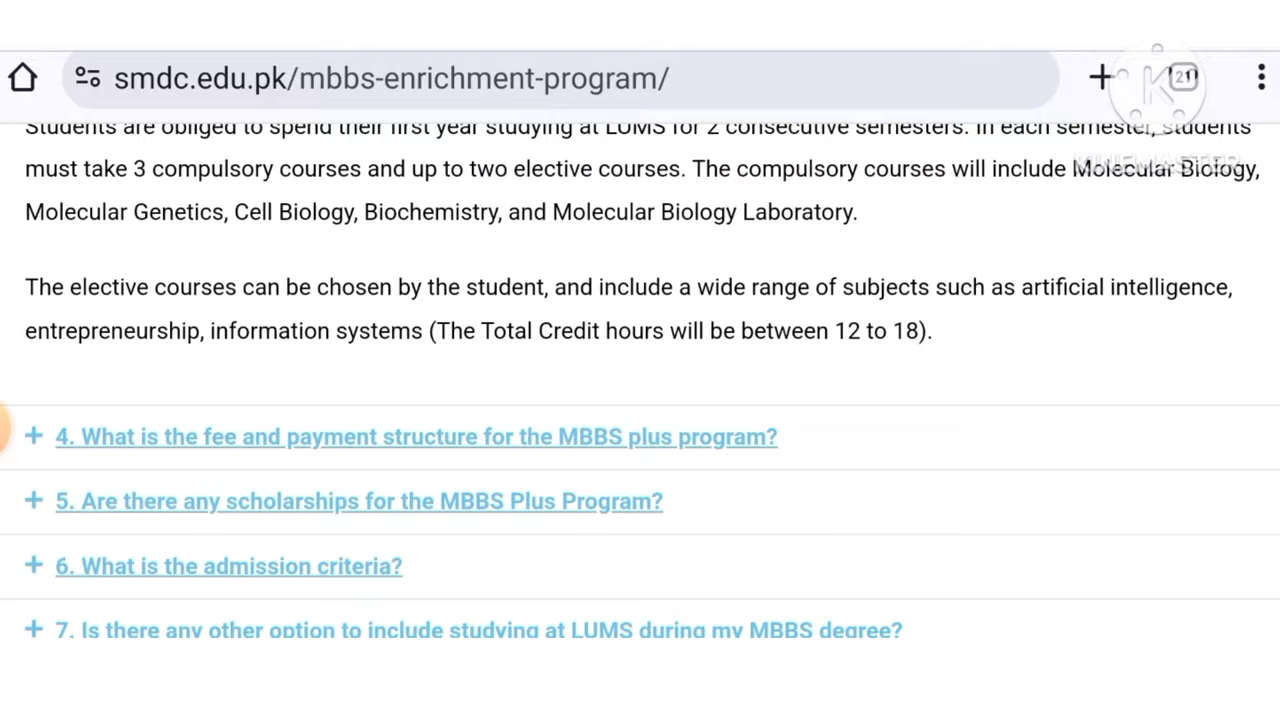 smdc.edu.pk/mbbs-enrichment-program/
21
K
Students are obliged to spend their first year studying at LUMS for 2 consecutive semesters. In each semester, students
must take 3 compulsory courses and up to two elective courses. The compulsory courses will include Molecular Biology,
KINEMASTER
Molecular Genetics, Cell Biology, Biochemistry, and Molecular Biology Laboratory.
The elective courses can be chosen by the student, and include a wide range of subjects such as artificial intelligence,
entrepreneurship, information systems (The Total Credit hours will be between 12 to 18).
+ 4. What is the fee and payment structure for the MBBS plus program?
+ 5. Are there any scholarships for the MBBS Plus Program?
+ 6. What is the admission criteria?
+ 7. Is there any other option to include studying at LUMS during my MBBS degree?